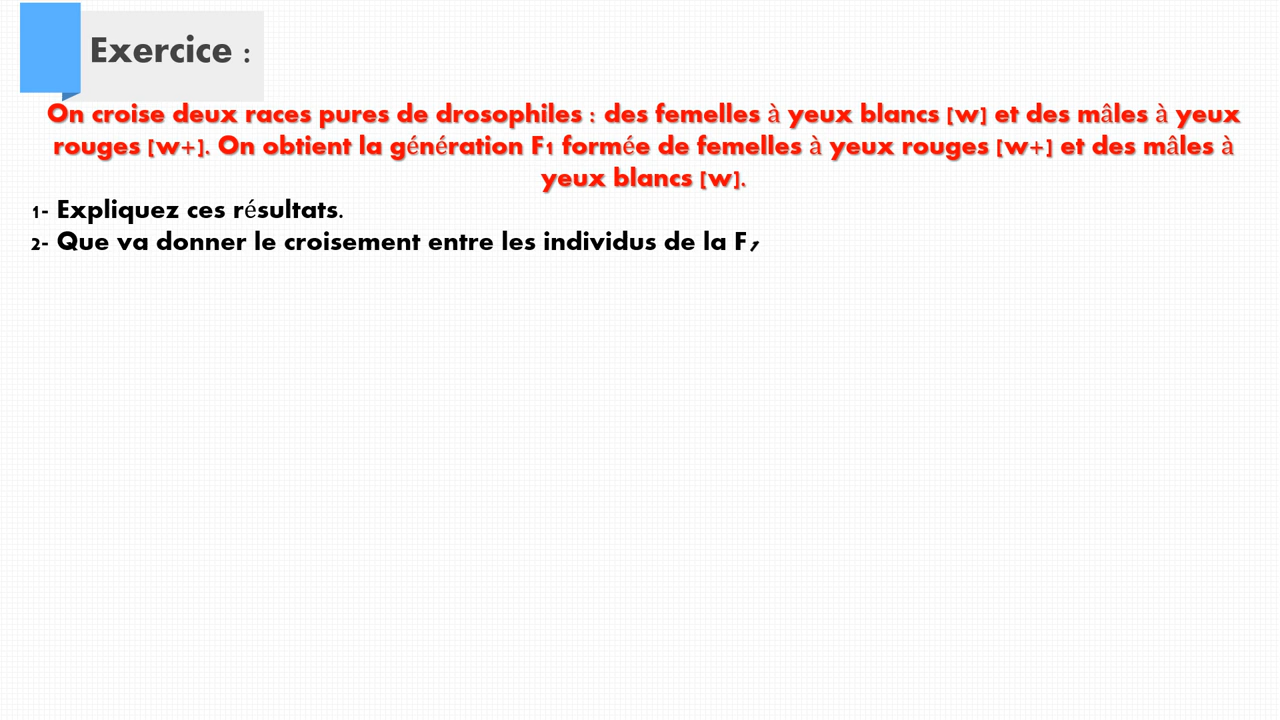 Exercice :
On croise deux races pures de drosophiles : des femelles à yeux blancs [w] et des mâles à yeux
rouges [w+]. On obtient la génération F1 formée de femelles à yeux rouges [w+] et des mâles à
yeux blancs [w].
1- Expliquez ces résultats.
2- Que va donner le croisement entre les individus de la F1